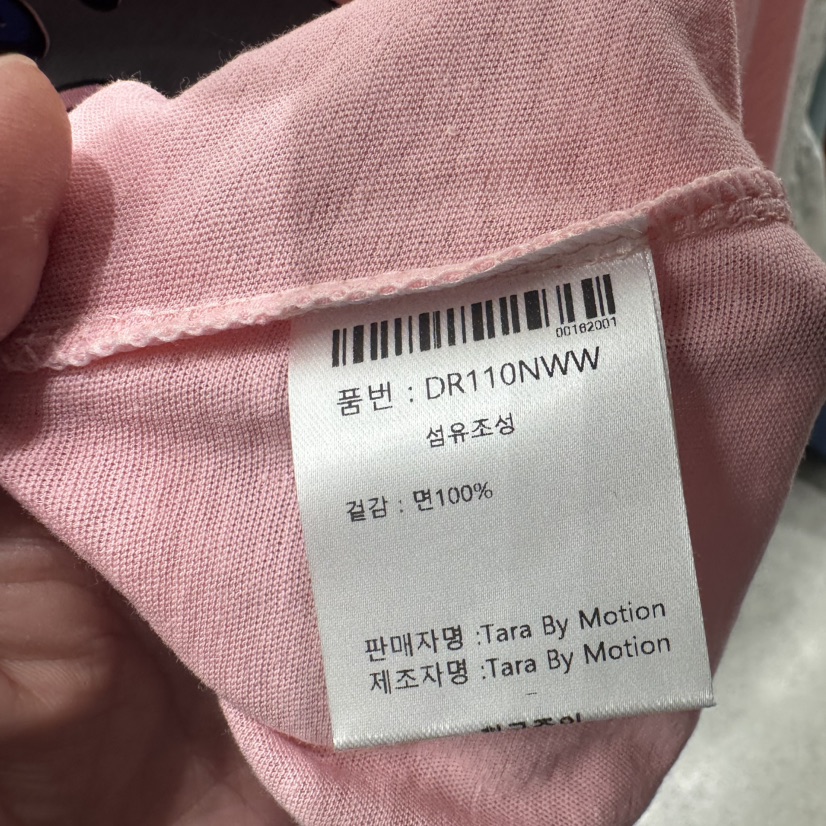 00162001
품번 : DR110NWW
섬유조성
겉감 : 면100%
판매자명 :Tara By Motion
제조자명 :Tara By Motion